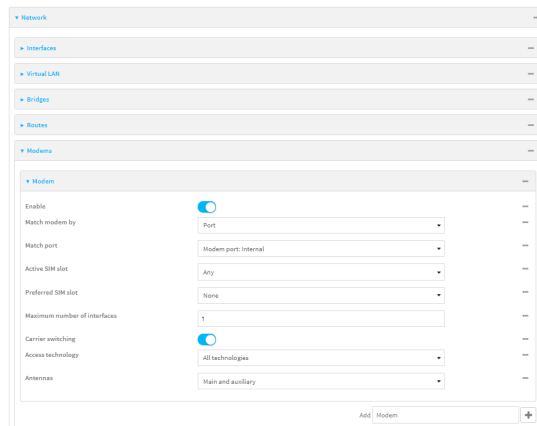 Network
Interfaces
Virtual LAN
Bridges
Routes
Modems
Modem
Enable
Match modem by Port
Match port Modem port: Internal
Active SIM slot Any
Preferred SIM slot None
Maximum number of interfaces 1
Carrier switching
Access technology All technologies
Antennas Main and auxiliary
Add Modem